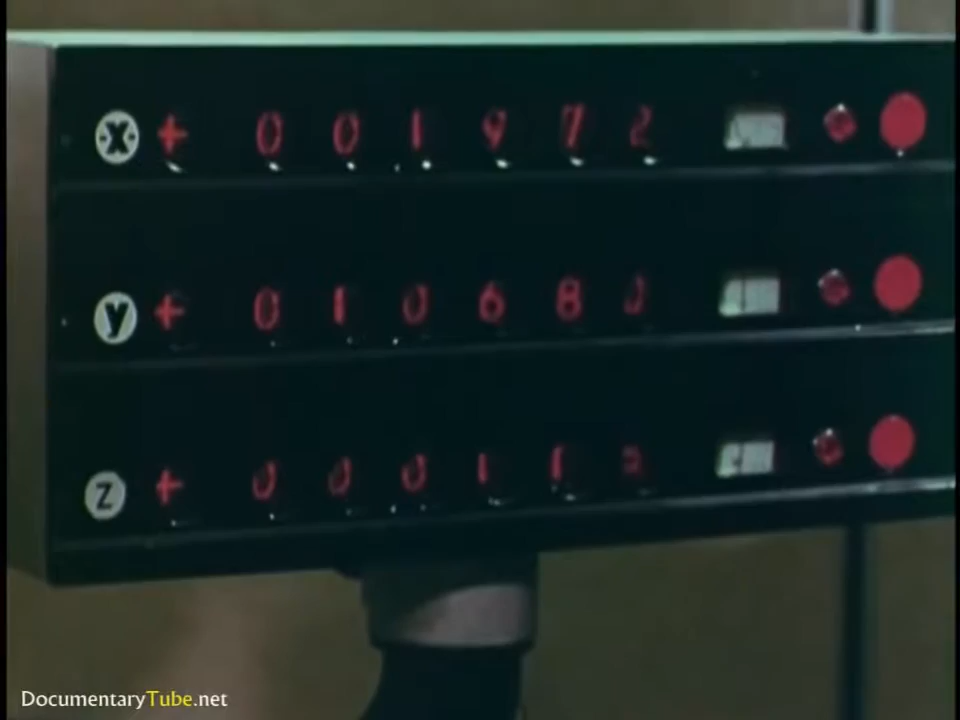 X + 0 0 1 9 7 2
y + 0 1 0 6 8
z + 0 0 0 1 1
DocumentaryTube.net